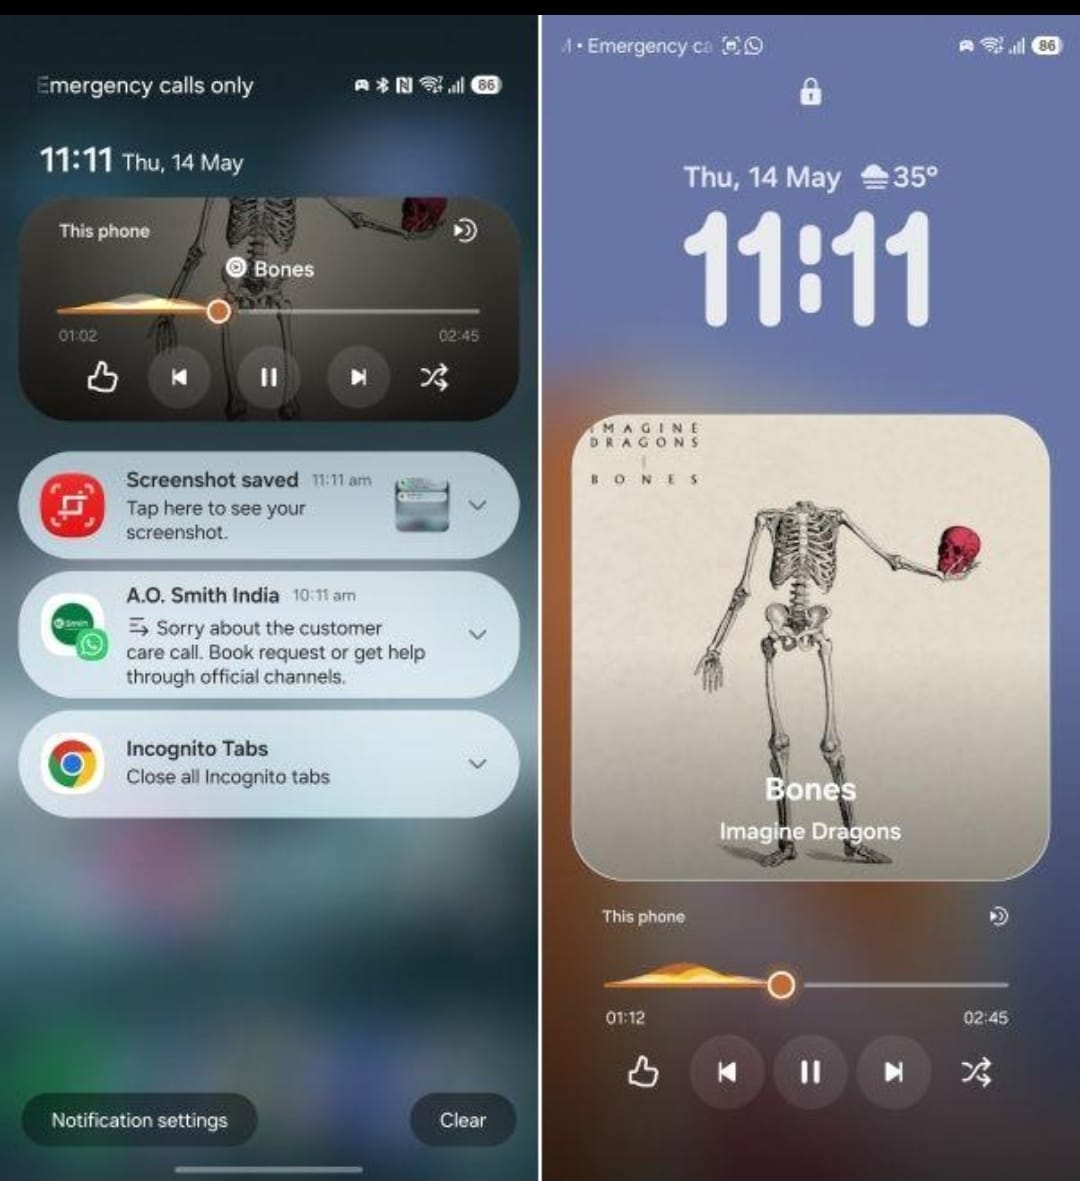 Emergency calls only
86
11:11 Thu, 14 May
This phone
Bones
01:02
02:45
Screenshot saved 11:11 am
Tap here to see your
screenshot.
A.O. Smith India 10:11 am
Sorry about the customer
care call. Book request or get help
through official channels.
Incognito Tabs
Close all Incognito tabs
Notification settings
Clear
• Emergency ca
86
Thu, 14 May 35°
11:11
IMAGINE
DRAGONS
BONES
Bones
Imagine Dragons
This phone
01:12
02:45